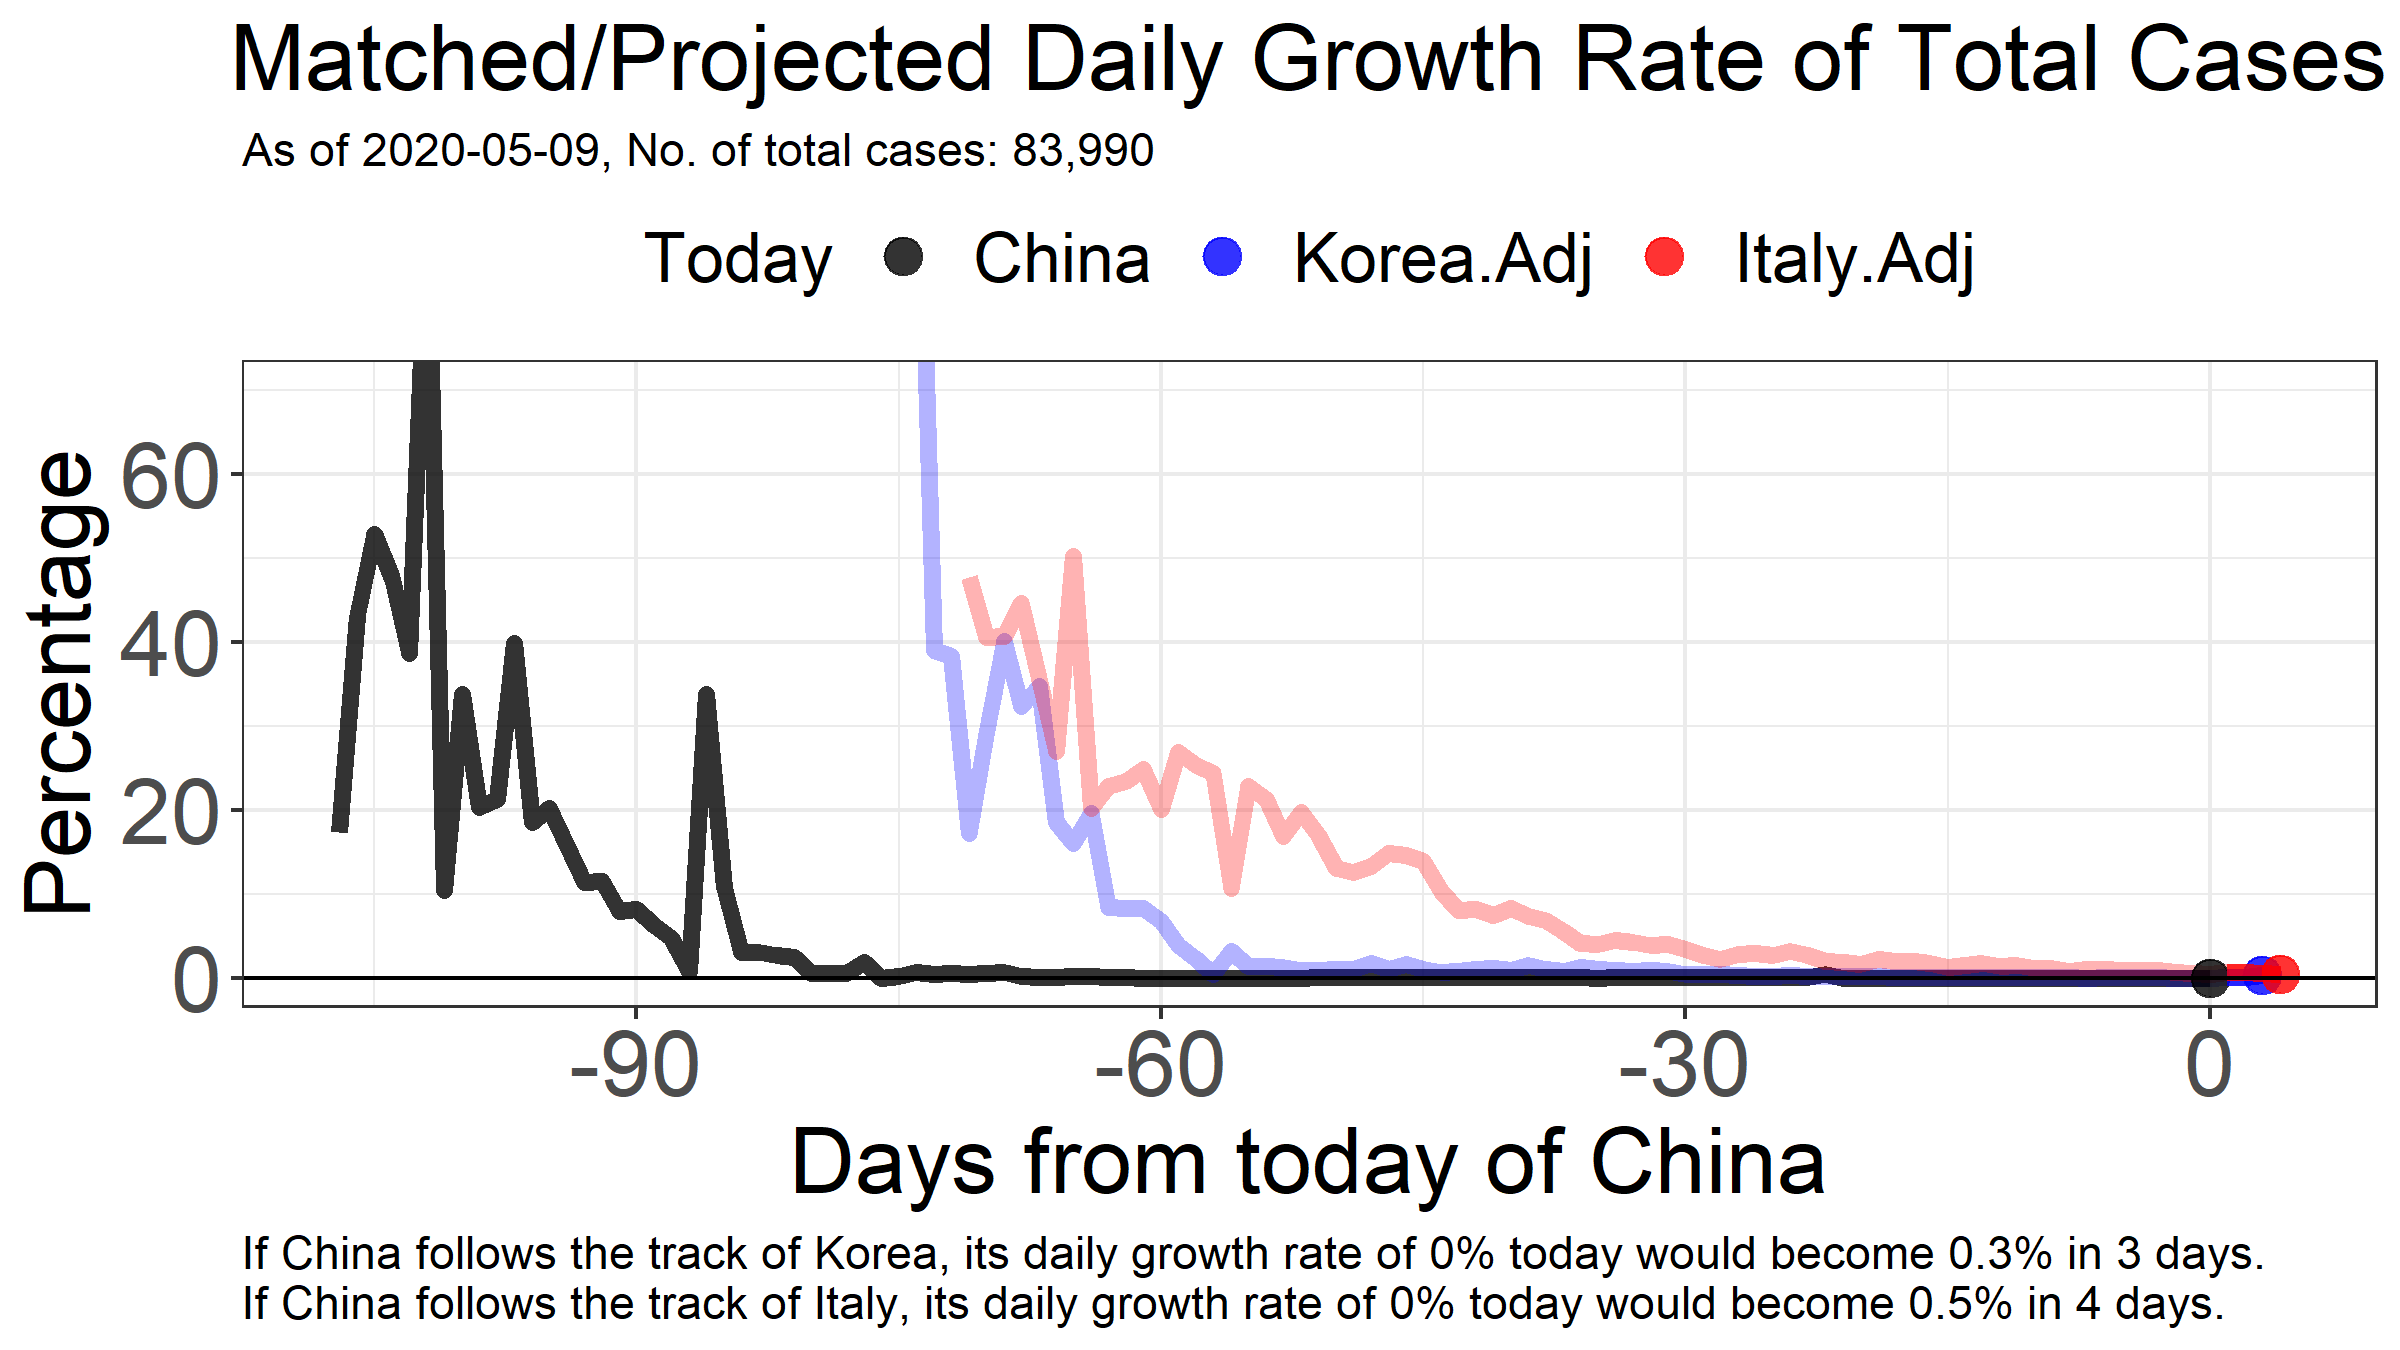 Matched/Projected Daily Growth Rate of Total Cases
As of 2020-05-09, No. of total cases: 83,990
Today China Korea.Adj Italy.Adj
Percentage
60
40
20
0
-90 -60 -30 0
Days from today of China
If China follows the track of Korea, its daily growth rate of 0% today would become 0.3% in 3 days.
If China follows the track of Italy, its daily growth rate of 0% today would become 0.5% in 4 days.